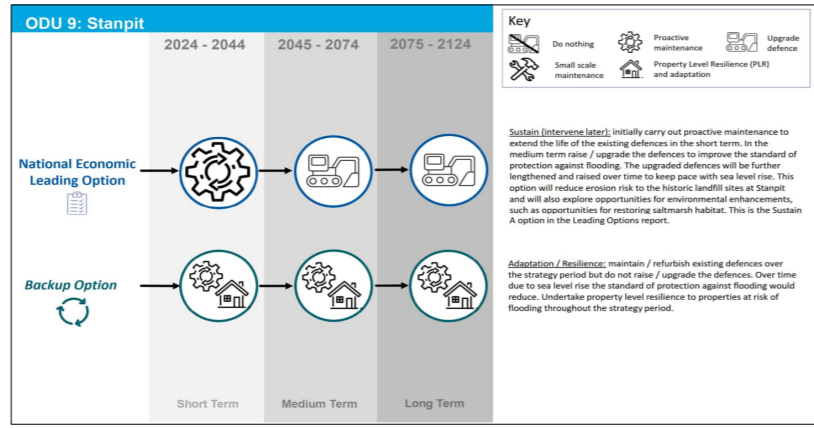 ODU 9: Stanpit
2024 - 2044
2045 - 2074
2075 - 2124
National Economic
Leading Option
Backup Option
Short Term
Medium Term
Long Term
Key
Do nothing
Proactive
maintenance
Upgrade
defence
Small scale
maintenance
Property Level Resilience (PLR)
and adaptation
Sustain (intervene later): initially carry out proactive maintenance to
extend the life of the existing defences in the short term. In the
medium term raise / upgrade the defences to improve the standard of
protection against flooding. The upgraded defences will be further
lengthened and raised over time to keep pace with sea level rise. This
option will reduce erosion risk to the historic landfill sites at Stanpit
and will also explore opportunities for environmental enhancements,
such as opportunities for restoring saltmarsh habitat. This is the Sustain
A option in the Leading Options report.
Adaptation / Resilience: maintain / refurbish existing defences over
the strategy period but do not raise / upgrade the defences. Over time
due to sea level rise the standard of protection against flooding would
reduce. Undertake property level resilience to properties at risk of
flooding throughout the strategy period.